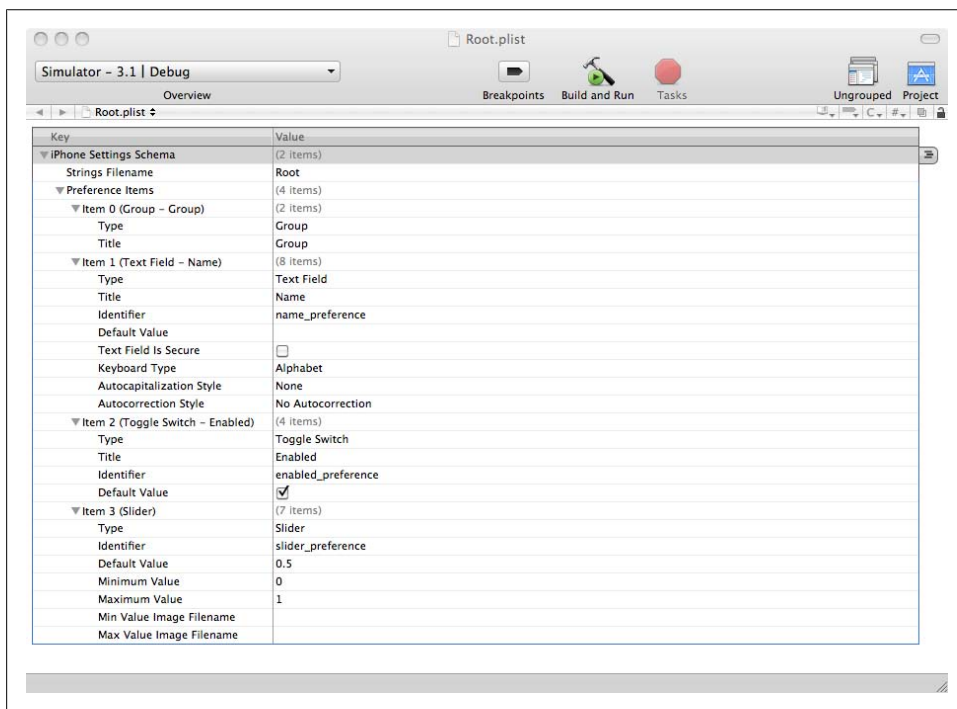 Root.plist
Simulator - 3.1 | Debug
Overview
Breakpoints
Build and Run
Tasks
Ungrouped
Project
Root.plist
C
#
Key Value
iPhone Settings Schema (2 items)
Strings Filename Root
Preference Items (4 items)
Item 0 (Group – Group) (2 items)
Type Group
Title Group
Item 1 (Text Field – Name) (8 items)
Type Text Field
Title Name
Identifier name_preference
Default Value
Text Field Is Secure
Keyboard Type Alphabet
Autocapitalization Style None
Autocorrection Style No Autocorrection
Item 2 (Toggle Switch – Enabled) (4 items)
Type Toggle Switch
Title Enabled
Identifier enabled_preference
Default Value
Item 3 (Slider) (7 items)
Type Slider
Identifier slider_preference
Default Value 0.5
Minimum Value 0
Maximum Value 1
Min Value Image Filename
Max Value Image Filename